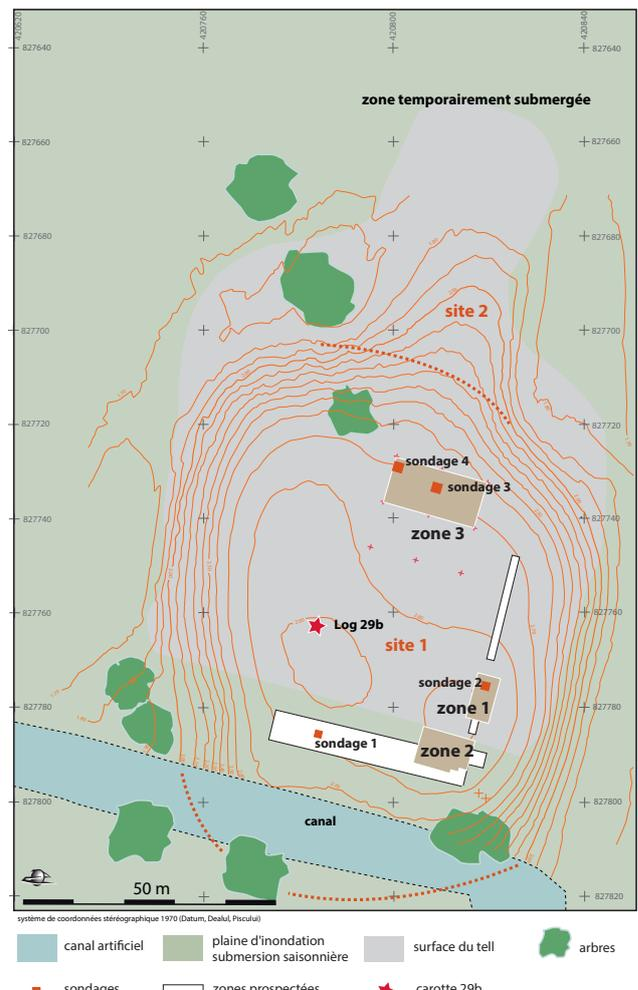 420620
420760
420800
420840
827640
827640
zone temporairement submergée
827660
827660
827680
827680
site 2
827700
827700
827720
827720
sondage 4
sondage 3
827740
827740
zone 3
827760
827760
Log 29b
site 1
sondage 2
827780
827780
zone 1
sondage 1
zone 2
827800
827800
canal
50 m
827820
système de coordonnées stéréographique 1970 (Datum, Dealul, Pisculuí)
canal artificiel
plaine d'inondation
submersion saisonnière
surface du tell
arbres
sondages
zones prospectées
carotte 29b